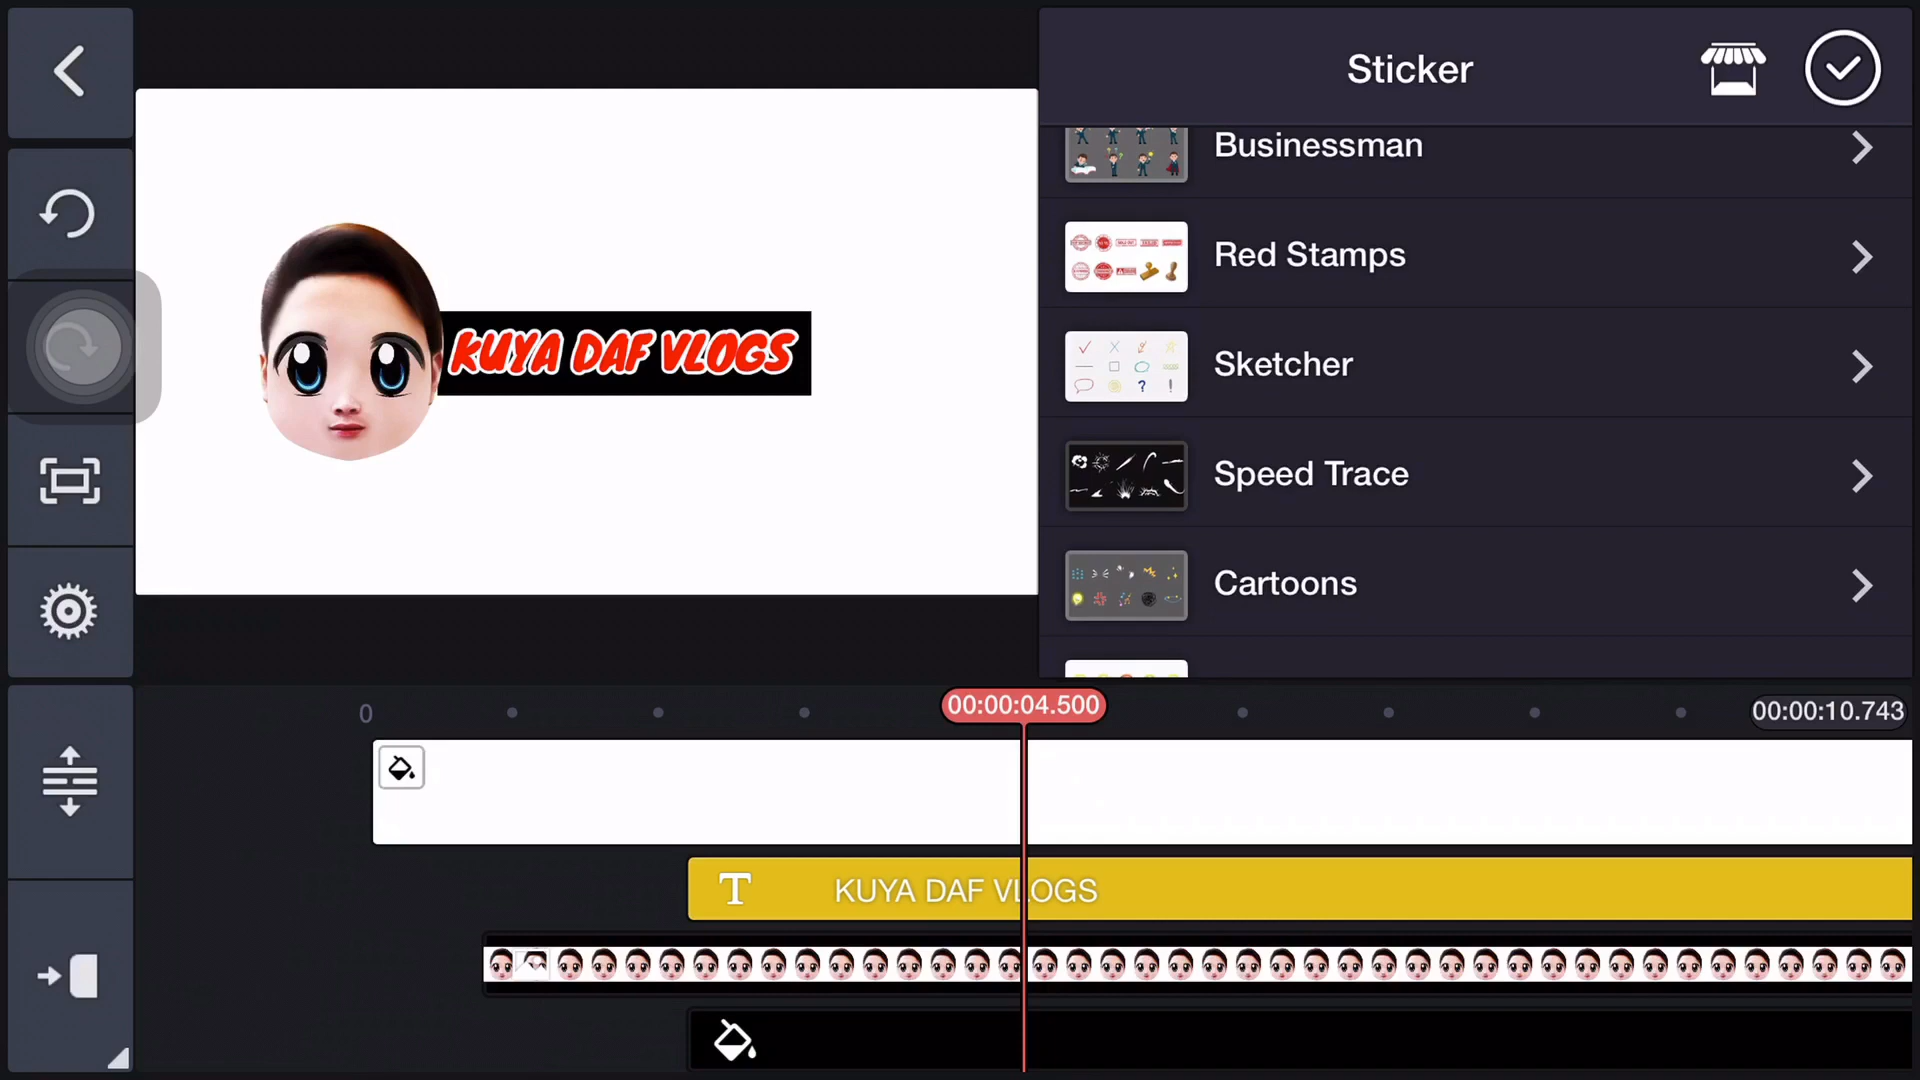 Sticker
Businessman
Red Stamps
Sketcher
Speed Trace
Cartoons
KUYA DAF VLOGS
0
00:00:04.500
00:00:10.743
T
KUYA DAF VLOGS